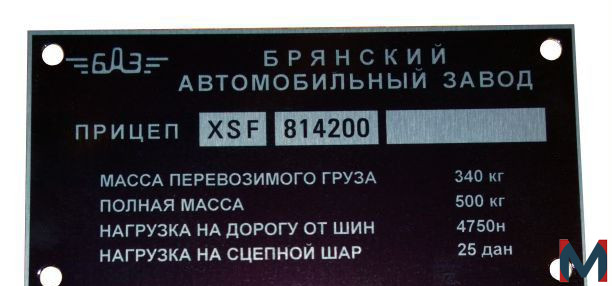 БАЗ
БРЯНСКИЙ
АВТОМОБИЛЬНЫЙ ЗАВОД
ПРИЦЕП XSF 814200
МАССА ПЕРЕВОЗИМОГО ГРУЗА 340 кг
ПОЛНАЯ МАССА 500 кг
НАГРУЗКА НА ДОРОГУ ОТ ШИН 4750н
НАГРУЗКА НА СЦЕПНОЙ ШАР 25 дан
М